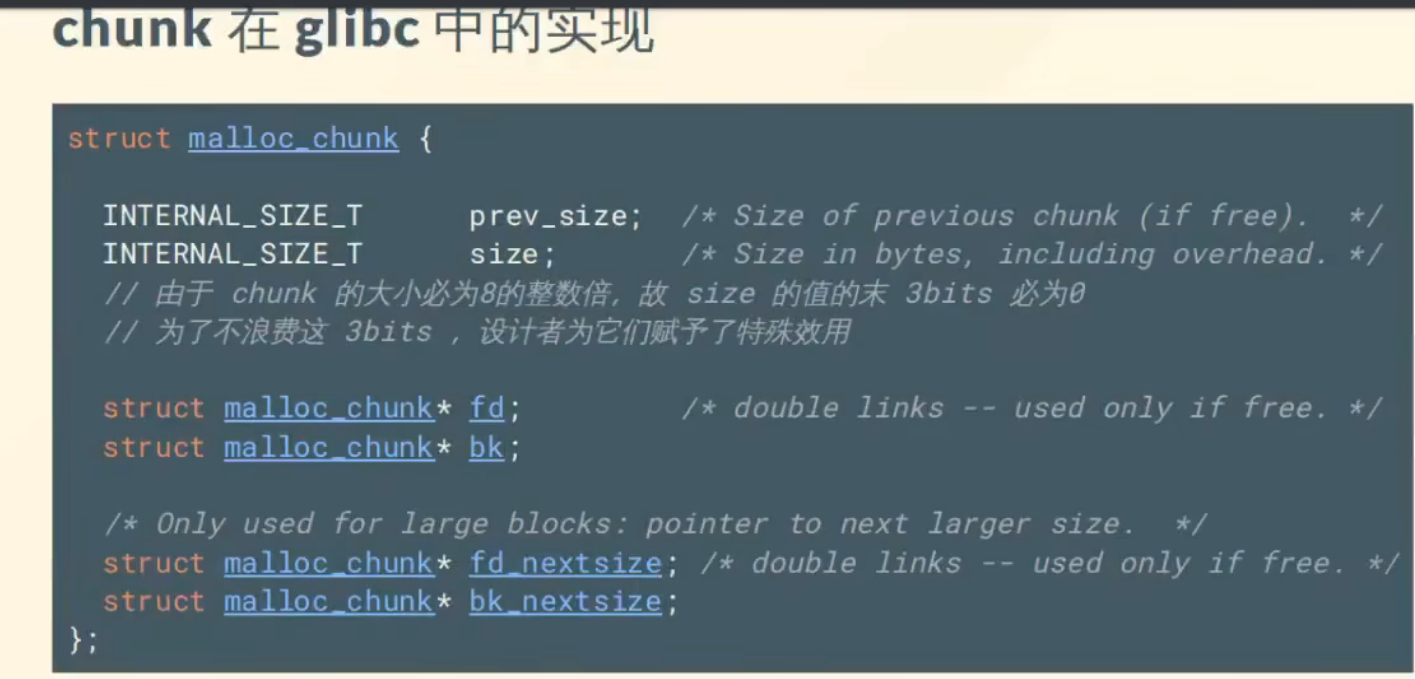 chunk 在 glibc 中的实现
struct malloc_chunk {
INTERNAL_SIZE_T prev_size; /* Size of previous chunk (if free). */
INTERNAL_SIZE_T size; /* Size in bytes, including overhead. */
// 由于 chunk 的大小必为8的整数倍，故 size 的值的末 3bits 必为0
// 为了不浪费这 3bits ，设计者为它们赋予了特殊效用
struct malloc_chunk* fd; /* double links -- used only if free. */
struct malloc_chunk* bk;
/* Only used for large blocks: pointer to next larger size. */
struct malloc_chunk* fd_nextsize; /* double links -- used only if free. */
struct malloc_chunk* bk_nextsize;
};